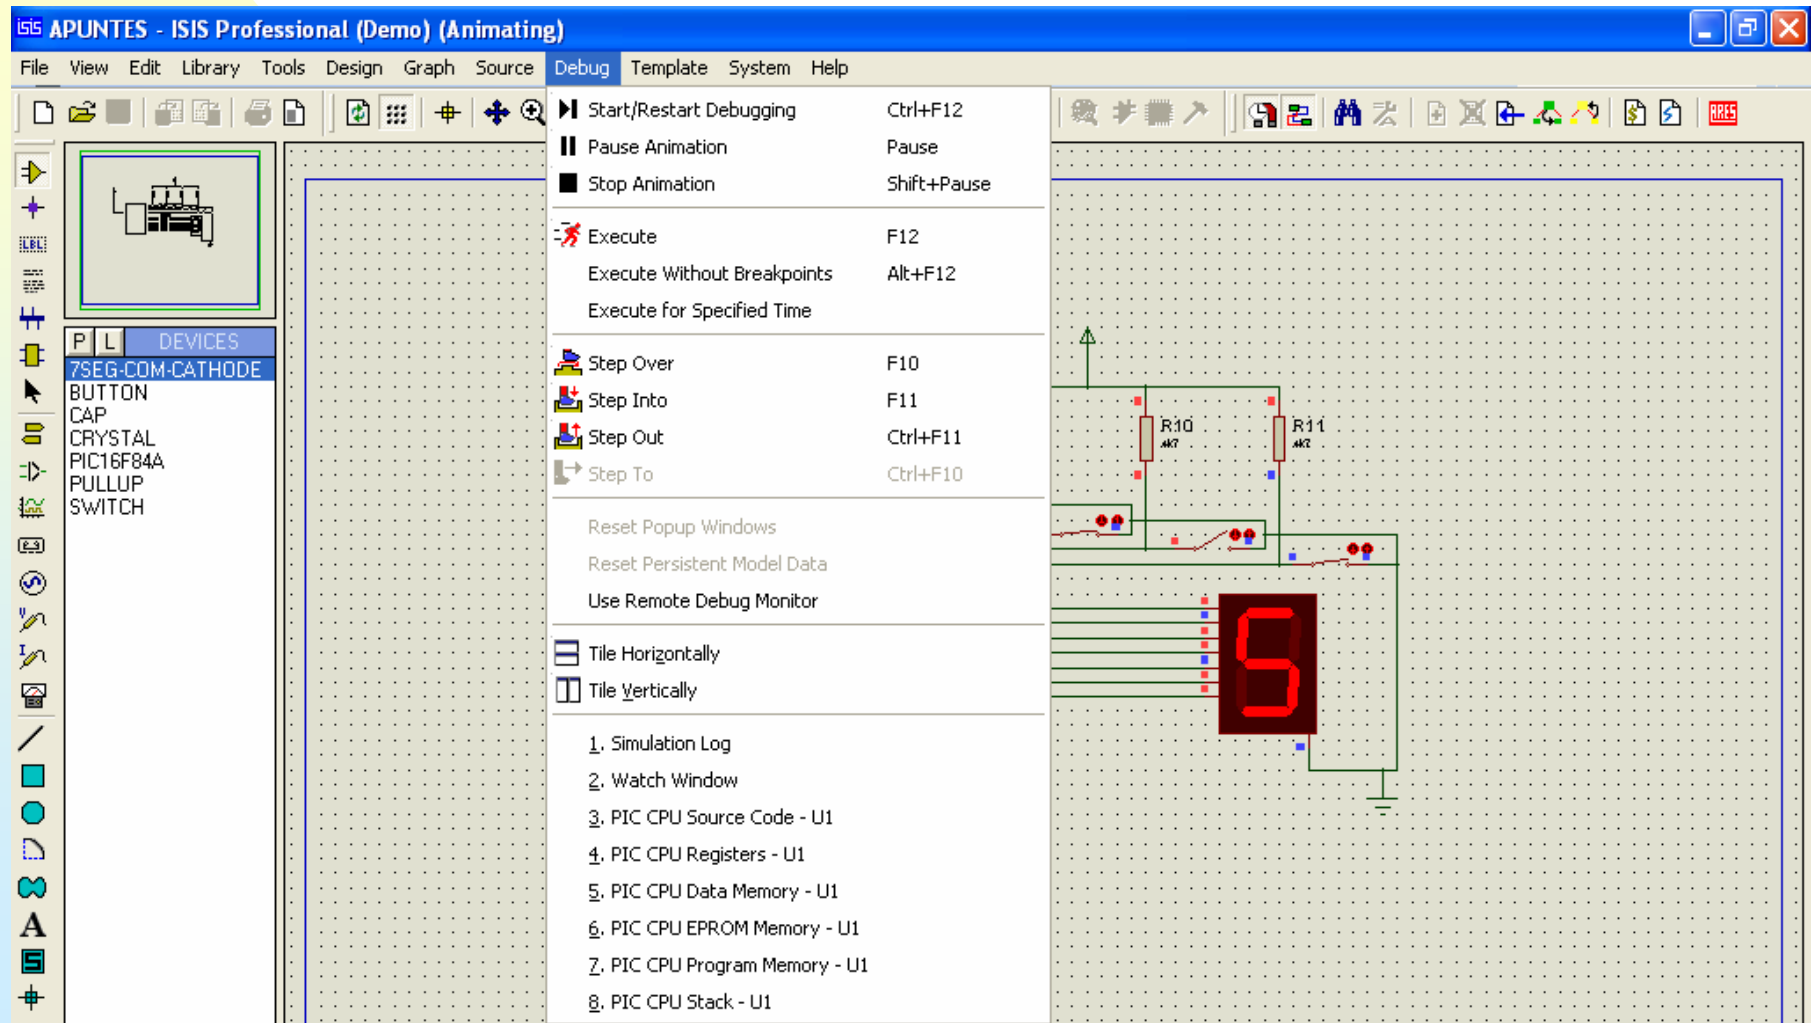 ISIS APUNTES - ISIS Professional (Demo) (Animating)
File View Edit Library Tools Design Graph Source Debug Template System Help
ARES
Start/Restart Debugging Ctrl+F12
Pause Animation Pause
Stop Animation Shift+Pause
Execute F12
Execute Without Breakpoints Alt+F12
Execute for Specified Time
Step Over F10
Step Into F11
Step Out Ctrl+F11
Step To Ctrl+F10
Reset Popup Windows
Reset Persistent Model Data
Use Remote Debug Monitor
Tile Horizontally
Tile Vertically
1. Simulation Log
2. Watch Window
3. PIC CPU Source Code - U1
4. PIC CPU Registers - U1
5. PIC CPU Data Memory - U1
6. PIC CPU EPROM Memory - U1
7. PIC CPU Program Memory - U1
8. PIC CPU Stack - U1
LBL
P L DEVICES
7SEG-COM-CATHODE
BUTTON
CAP
CRYSTAL
PIC16F84A
PULLUP
SWITCH
V
I
A
S
R10
4K7
R11
4K7
5